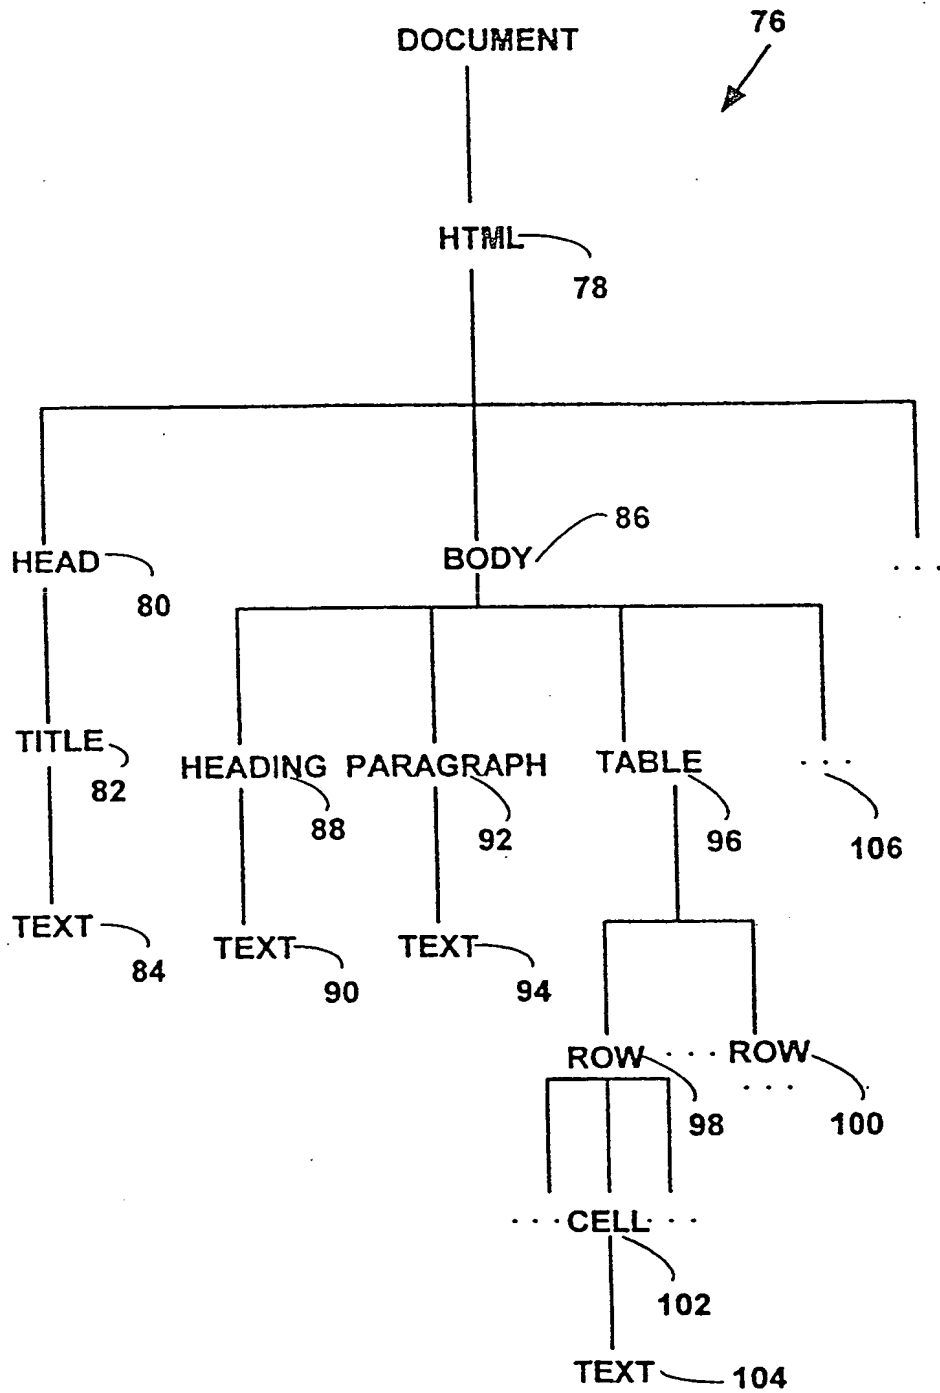 76
DOCUMENT
HTML
78
86
HEAD
BODY
. . .
80
TITLE
82
HEADING
PARAGRAPH
TABLE
. . .
88
92
96
106
TEXT
84
TEXT
TEXT
90
94
ROW . . . ROW
. . .
98
100
. . . CELL . . .
102
TEXT
104